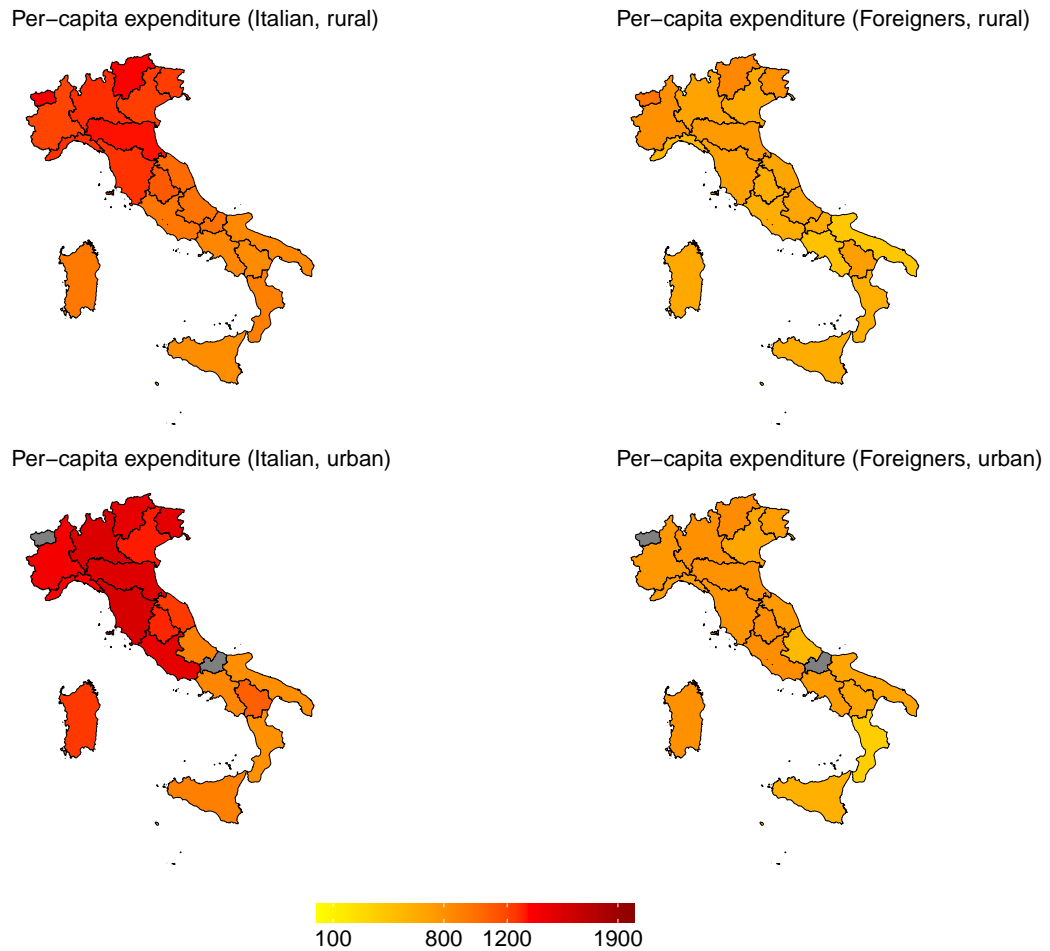 Per−capita expenditure (Italian, rural)
Per−capita expenditure (Foreigners, rural)
Per−capita expenditure (Italian, urban)
Per−capita expenditure (Foreigners, urban)
100 800 1200 1900